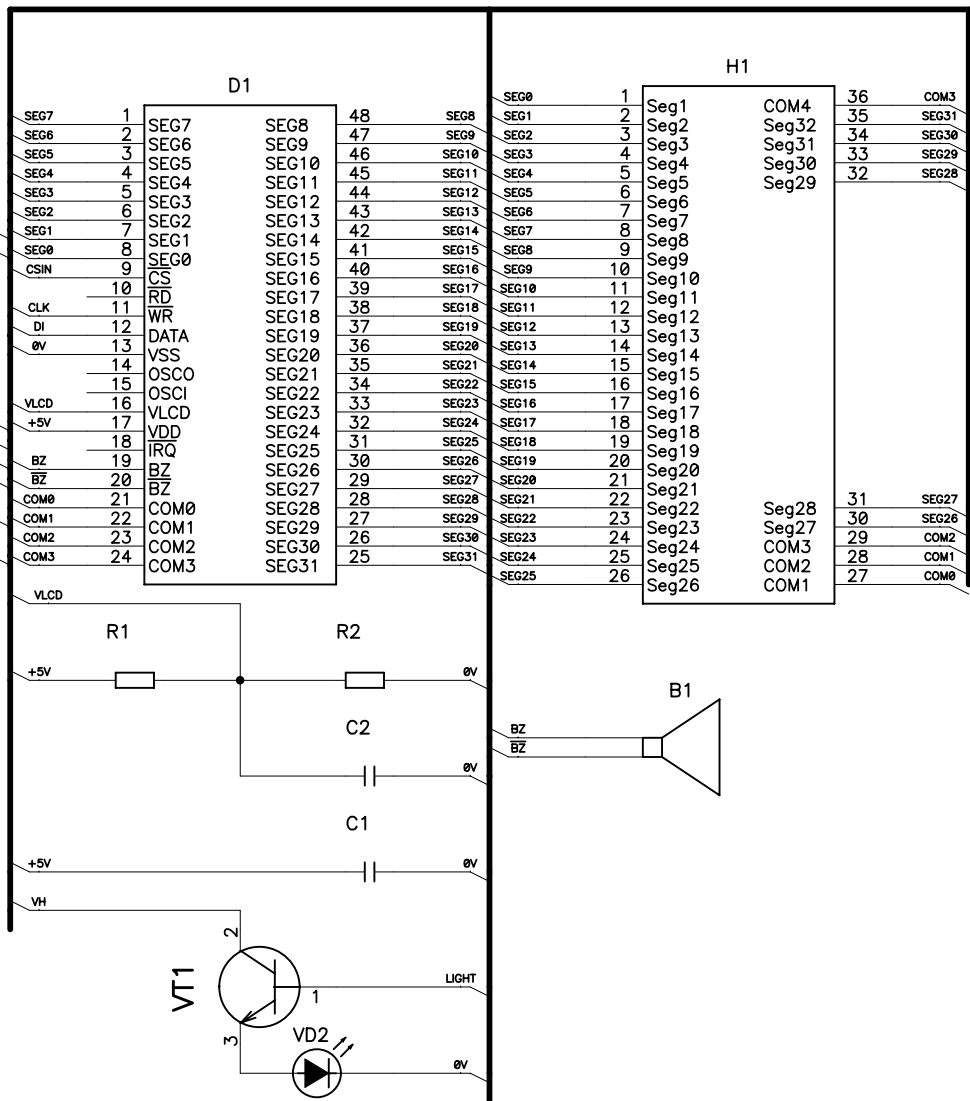 D1
SEG7 1 SEG7 SEG8 48 SEG8
SEG6 2 SEG6 SEG9 47 SEG9
SEG5 3 SEG5 SEG10 46 SEG10
SEG4 4 SEG4 SEG11 45 SEG11
SEG3 5 SEG3 SEG12 44 SEG12
SEG2 6 SEG2 SEG13 43 SEG13
SEG1 7 SEG1 SEG14 42 SEG14
SEG0 8 SEG0 SEG15 41 SEG15
CSIN 9 C̅S̅ SEG16 40 SEG16
10 R̅D̅ SEG17 39 SEG17
CLK 11 W̅R̅ SEG18 38 SEG18
DI 12 DATA SEG19 37 SEG19
0V 13 VSS SEG20 36 SEG20
14 OSCO SEG21 35 SEG21
15 OSCI SEG22 34 SEG22
VLCD 16 VLCD SEG23 33 SEG23
+5V 17 VDD SEG24 32 SEG24
18 I̅R̅Q̅ SEG25 31 SEG25
BZ 19 BZ SEG26 30 SEG26
B̅Z̅ 20 B̅Z̅ SEG27 29 SEG27
COM0 21 COM0 SEG28 28 SEG28
COM1 22 COM1 SEG29 27 SEG29
COM2 23 COM2 SEG30 26 SEG30
COM3 24 COM3 SEG31 25 SEG31
H1
SEG0 1 Seg1 COM4 36 COM3
SEG1 2 Seg2 Seg32 35 SEG31
SEG2 3 Seg3 Seg31 34 SEG30
SEG3 4 Seg4 Seg30 33 SEG29
SEG4 5 Seg5 Seg29 32 SEG28
SEG5 6 Seg6
SEG6 7 Seg7
SEG7 8 Seg8
SEG8 9 Seg9
SEG9 10 Seg10
SEG10 11 Seg11
SEG11 12 Seg12
SEG12 13 Seg13
SEG13 14 Seg14
SEG14 15 Seg15
SEG15 16 Seg16
SEG16 17 Seg17
SEG17 18 Seg18
SEG18 19 Seg19
SEG19 20 Seg20
SEG20 21 Seg21
SEG21 22 Seg22 Seg28 31 SEG27
SEG22 23 Seg23 Seg27 30 SEG26
SEG23 24 Seg24 COM3 29 COM2
SEG24 25 Seg25 COM2 28 COM1
SEG25 26 Seg26 COM1 27 COM0
VLCD
R1 R2
+5V 0V
C2
0V
C1
+5V 0V
VH
2
VT1
1 LIGHT
3
VD2
0V
B1
BZ
B̅Z̅